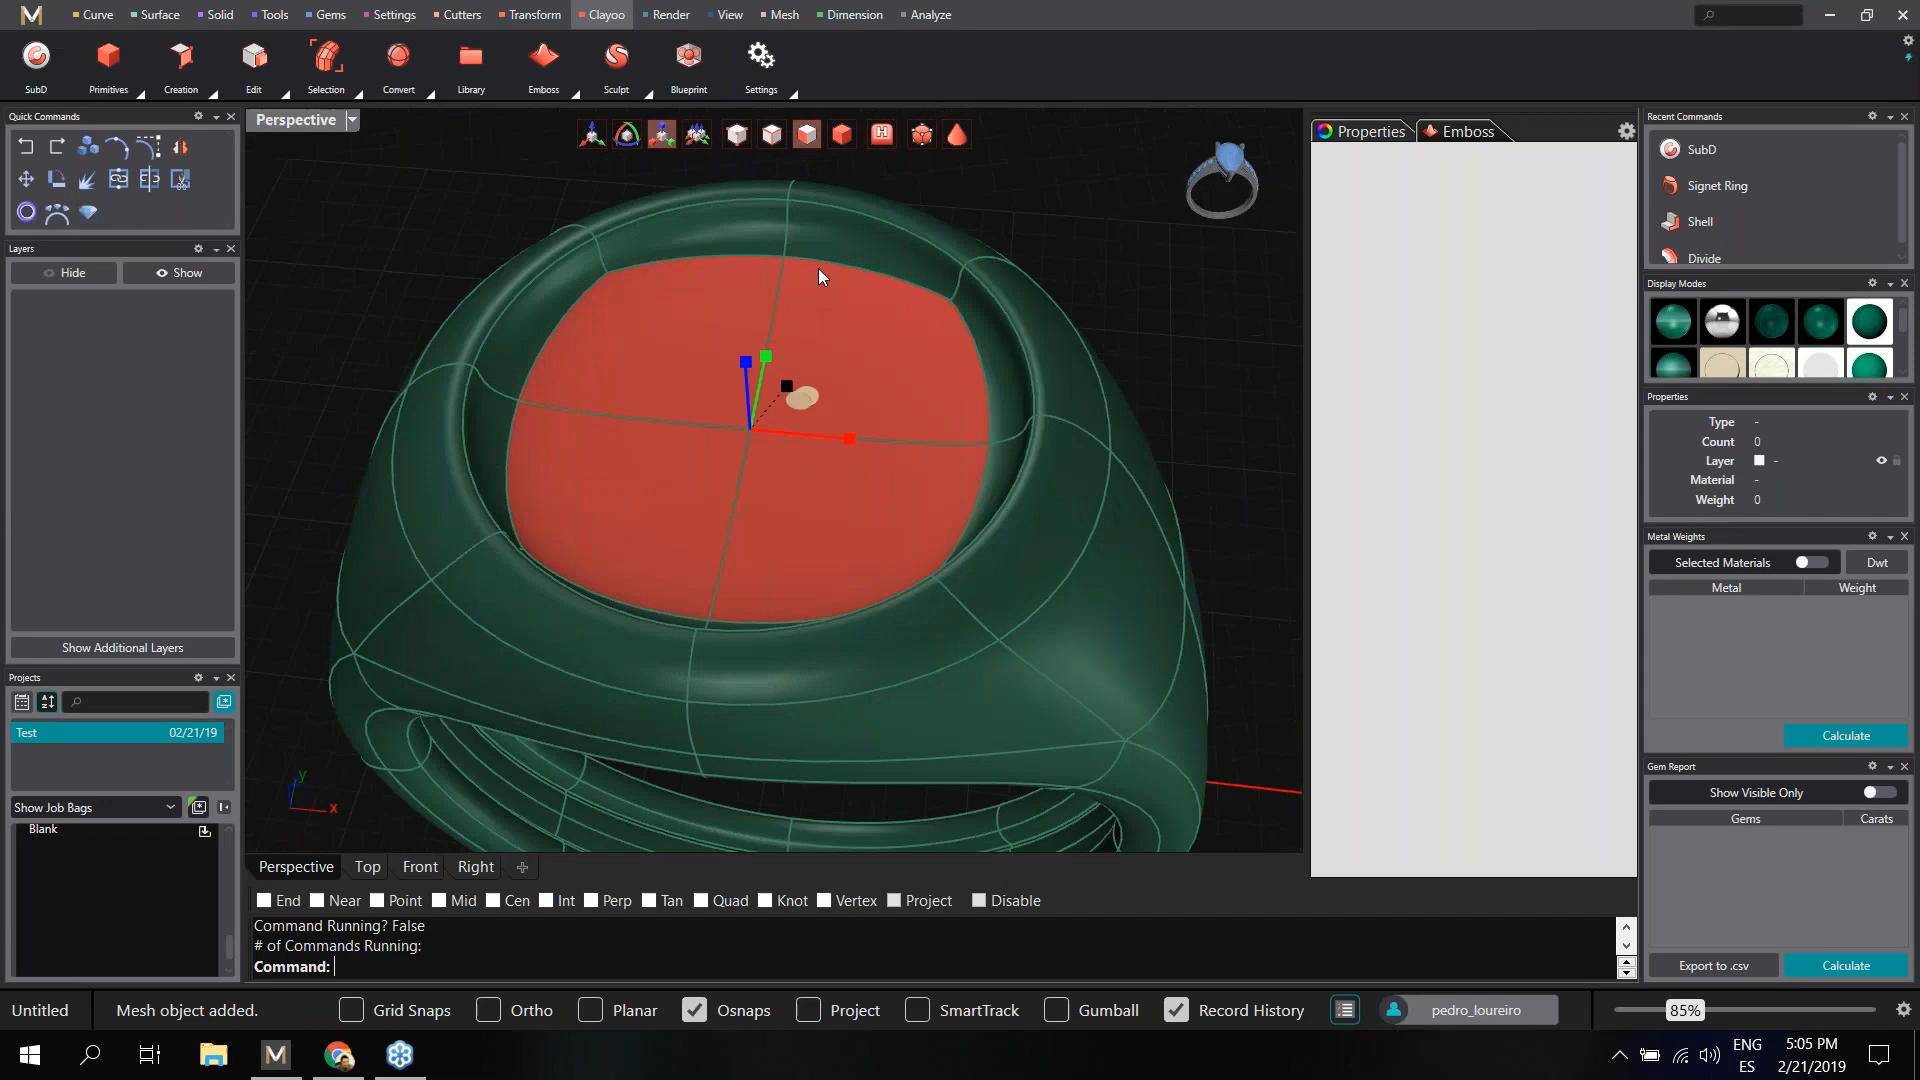 Curve Surface Solid Tools Gems Settings Cutters Transform Clayoo Render View Mesh Dimension Analyze
SubD Primitives Creation Edit Selection Convert Library Emboss Sculpt Blueprint Settings
Quick Commands
Layers
Hide Show
Show Additional Layers
Projects
Test 02/21/19
Show Job Bags
Blank
Perspective
y
x
Perspective Top Front Right
End Near Point Mid Cen Int Perp Tan Quad Knot Vertex Project Disable
Command Running? False
# of Commands Running:
Command:
Properties Emboss
Recent Commands
SubD
Signet Ring
Shell
Divide
Display Modes
Properties
Type -
Count 0
Layer -
Material -
Weight 0
Metal Weights
Selected Materials Dwt
Metal Weight
Calculate
Gem Report
Show Visible Only
Gems Carats
Export to .csv Calculate
Untitled Mesh object added. Grid Snaps Ortho Planar Osnaps Project SmartTrack Gumball Record History pedro_loureiro 85%
ENG
ES
5:05 PM
2/21/2019